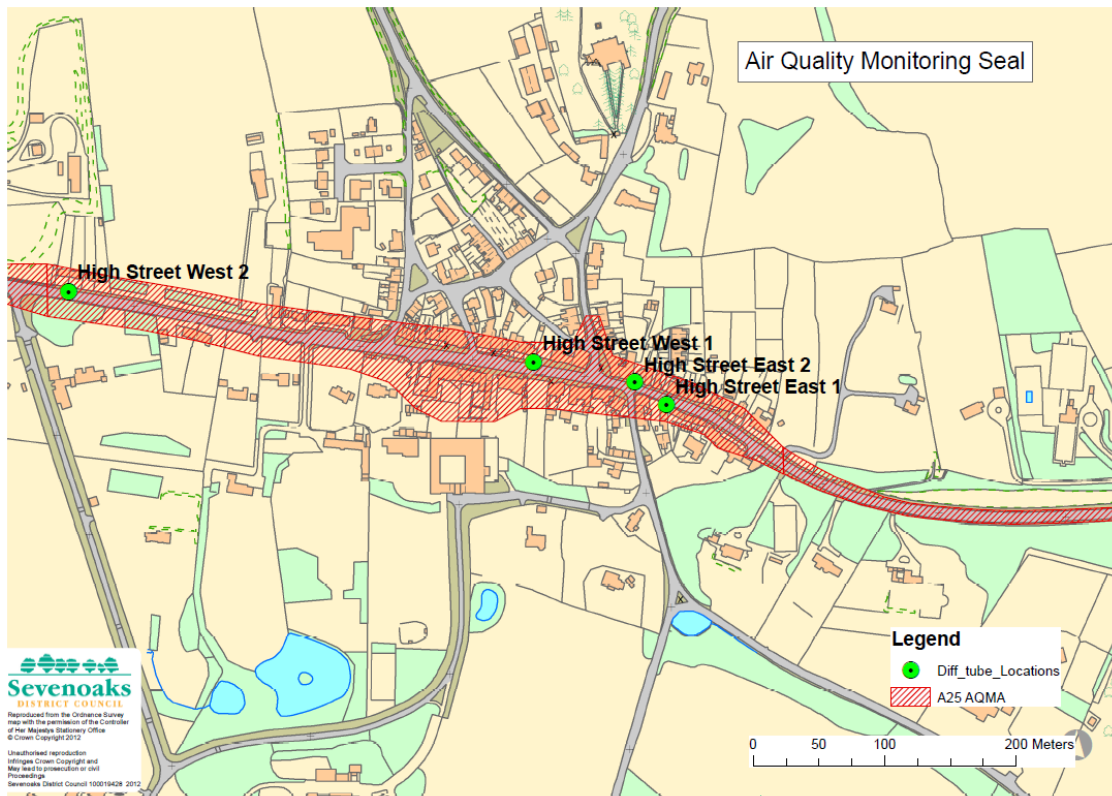 Air Quality Monitoring Seal
High Street West 2
High Street West 1
High Street East 2
High Street East 1
Legend
Diff_tube_Locations
A25 AQMA
0 50 100 200 Meters
Sevenoaks
DISTRICT COUNCIL
Reproduced from the Ordnance Survey
map with the permission of the Controller
of Her Majestys Stationery Office
© Crown Copyright 2012
Unauthorised reproduction
Infringes Crown Copyright and
May lead to prosecution or civil
Proceedings
Sevenoaks District Council 100019428 2012